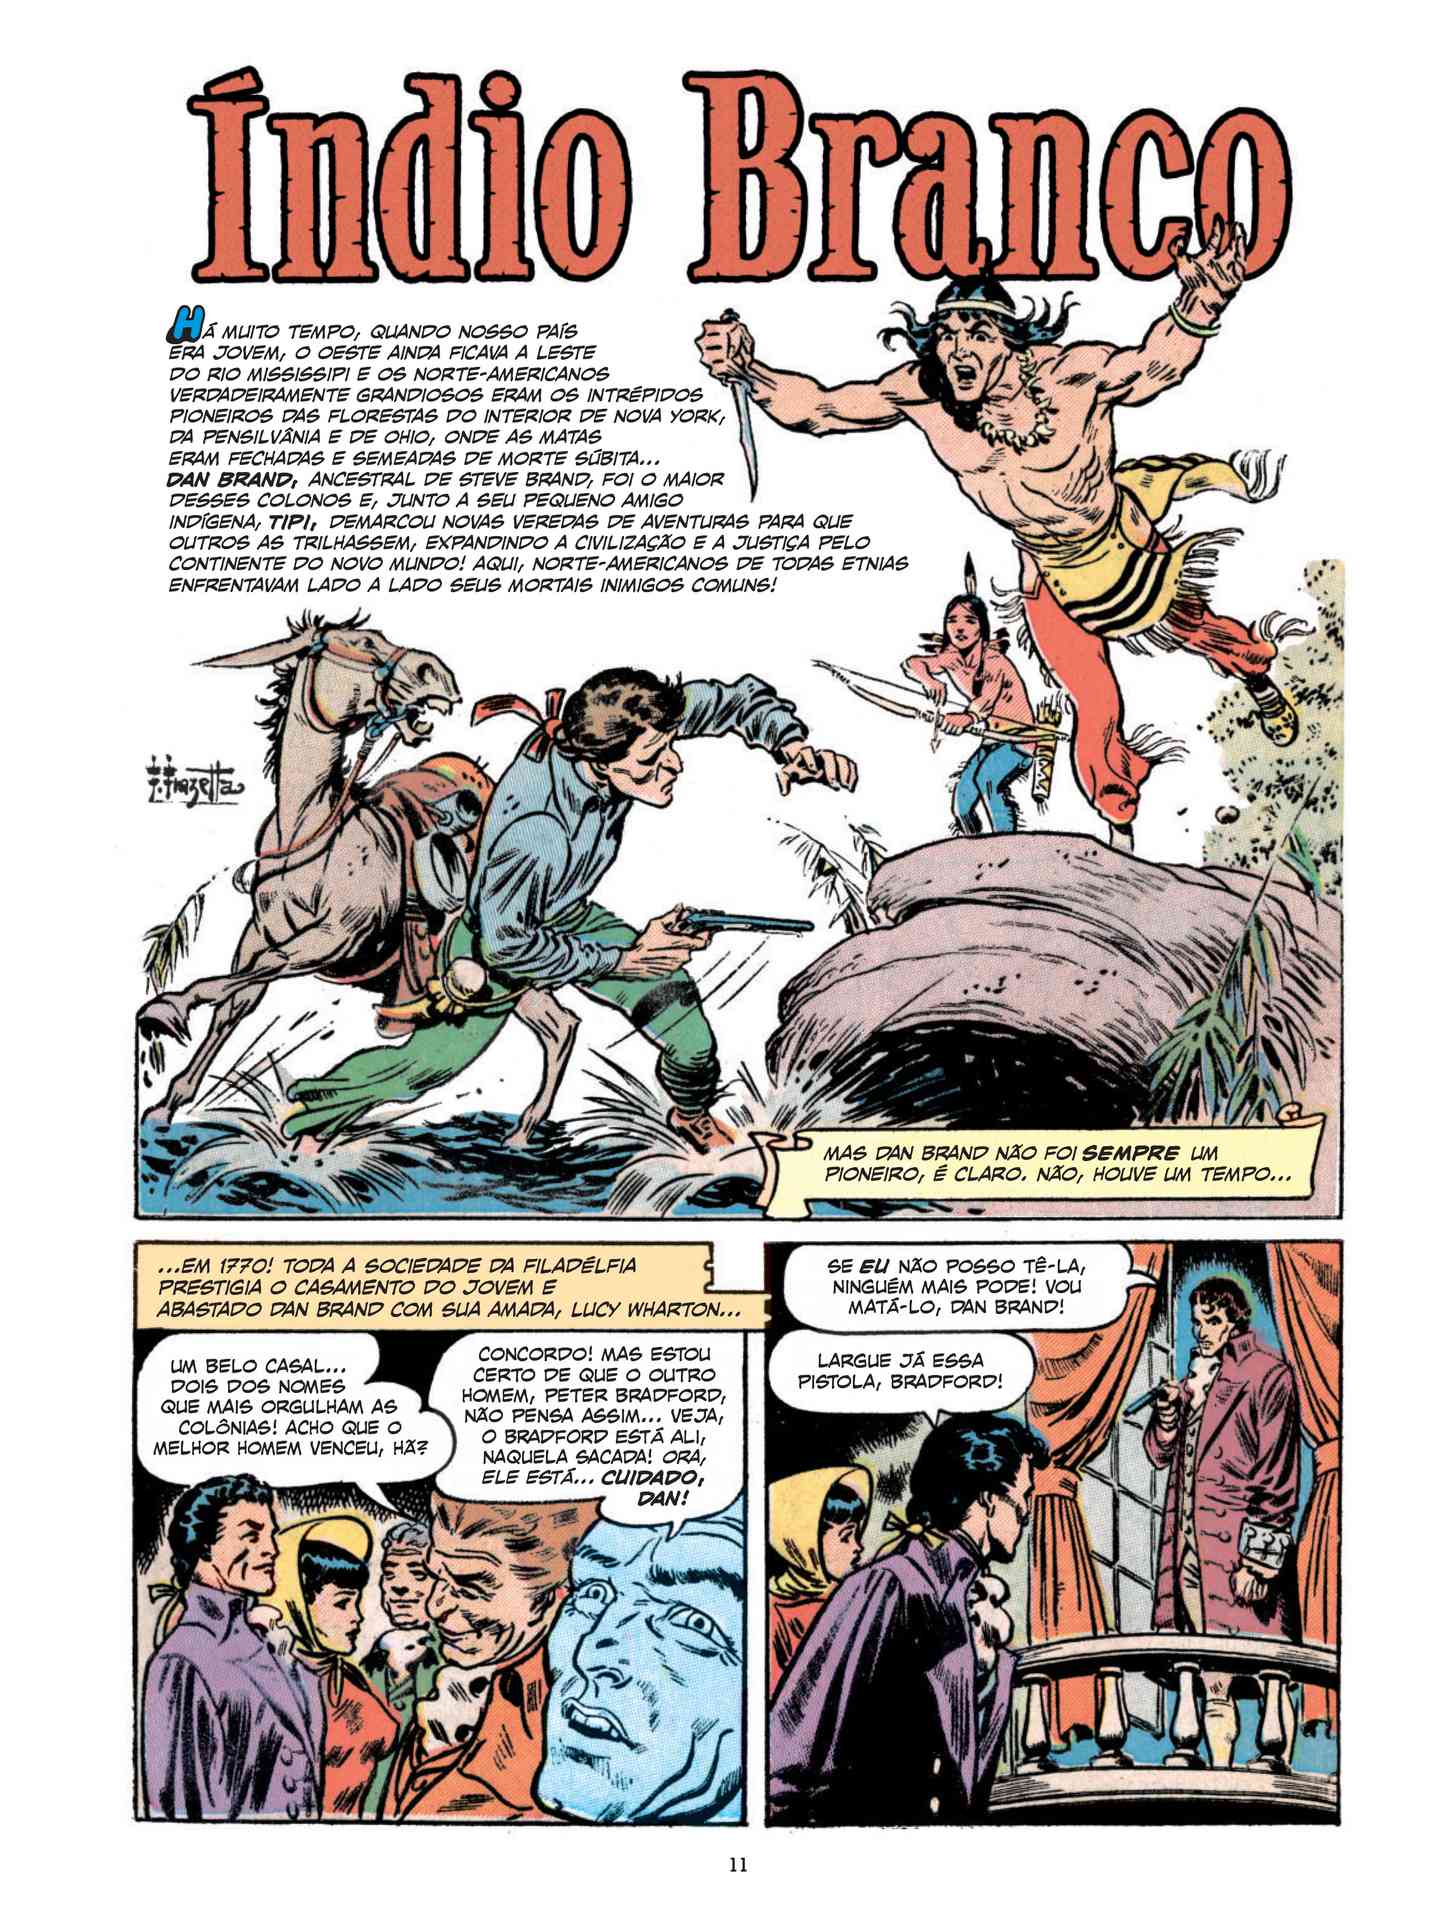 Índio Branco
HÁ MUITO TEMPO, QUANDO NOSSO PAÍS
ERA JOVEM, O OESTE AINDA FICAVA A LESTE
DO RIO MISSISSIPI E OS NORTE-AMERICANOS
VERDADEIRAMENTE GRANDIOSOS ERAM OS INTRÉPIDOS
PIONEIROS DAS FLORESTAS DO INTERIOR DE NOVA YORK,
DA PENSILVÂNIA E DE OHIO, ONDE AS MATAS
ERAM FECHADAS E SEMEADAS DE MORTE SÚBITA...
DAN BRAND, ANCESTRAL DE STEVE BRAND, FOI O MAIOR
DESSES COLONOS E, JUNTO A SEU PEQUENO AMIGO
INDÍGENA, TIPI, DEMARCOU NOVAS VEREDAS DE AVENTURAS PARA QUE
OUTROS AS TRILHASSEM, EXPANDINDO A CIVILIZAÇÃO E A JUSTIÇA PELO
CONTINENTE DO NOVO MUNDO! AQUI, NORTE-AMERICANOS DE TODAS ETNIAS
ENFRENTAVAM LADO A LADO SEUS MORTAIS INIMIGOS COMUNS!
F. Frazetta
MAS DAN BRAND NÃO FOI SEMPRE UM
PIONEIRO, É CLARO. NÃO, HOUVE UM TEMPO...
...EM 1770! TODA A SOCIEDADE DA FILADÉLFIA
PRESTIGIA O CASAMENTO DO JOVEM E
ABASTADO DAN BRAND COM SUA AMADA, LUCY WHARTON...
UM BELO CASAL...
DOIS DOS NOMES
QUE MAIS ORGULHAM AS
COLÔNIAS! ACHO QUE O
MELHOR HOMEM VENCEU, HÃ?
CONCORDO! MAS ESTOU
CERTO DE QUE O OUTRO
HOMEM, PETER BRADFORD,
NÃO PENSA ASSIM... VEJA,
O BRADFORD ESTÁ ALI,
NAQUELA SACADA! ORA,
ELE ESTÁ... CUIDADO,
DAN!
SE EU NÃO POSSO TÊ-LA,
NINGUÉM MAIS PODE! VOU
MATÁ-LO, DAN BRAND!
LARGUE JÁ ESSA
PISTOLA, BRADFORD!
11